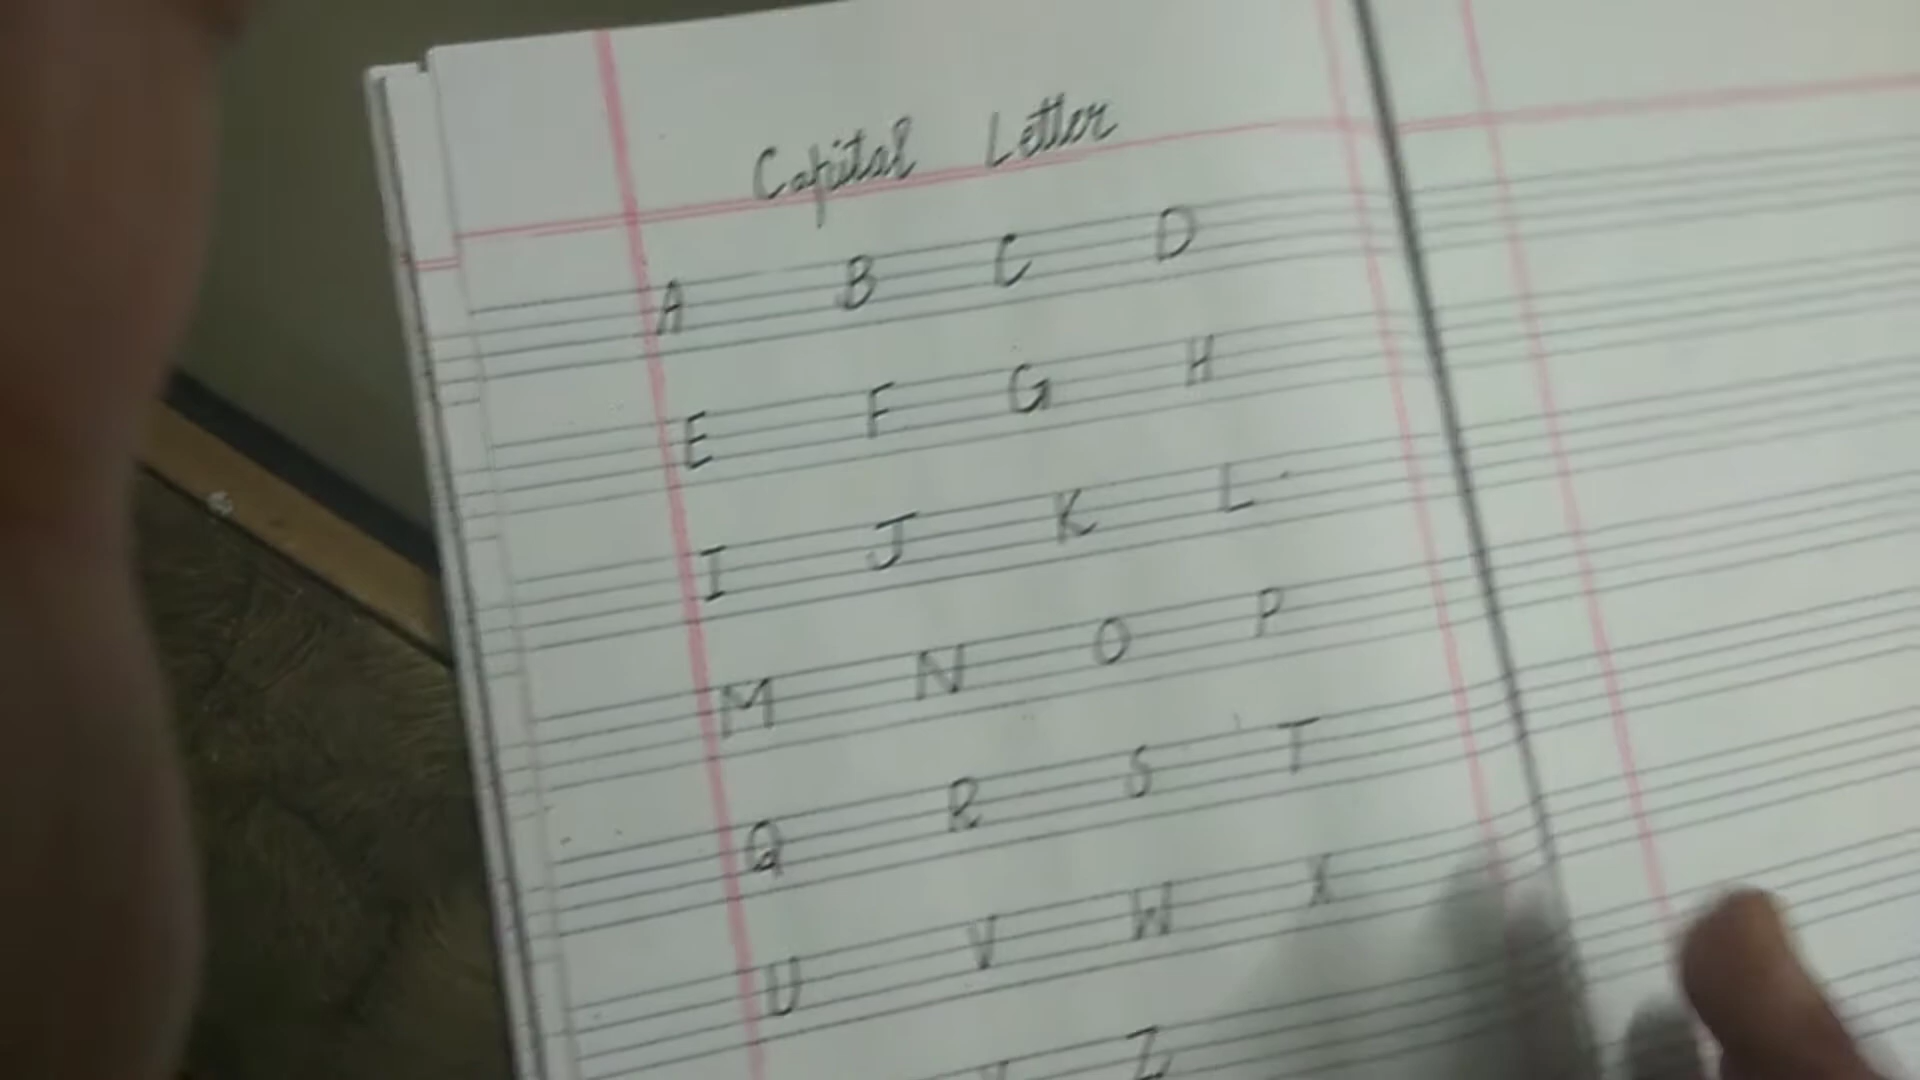 Capital Letter
A B C D
E F G H
I J K L
M N O P
Q R S T
U V W X
Y Z